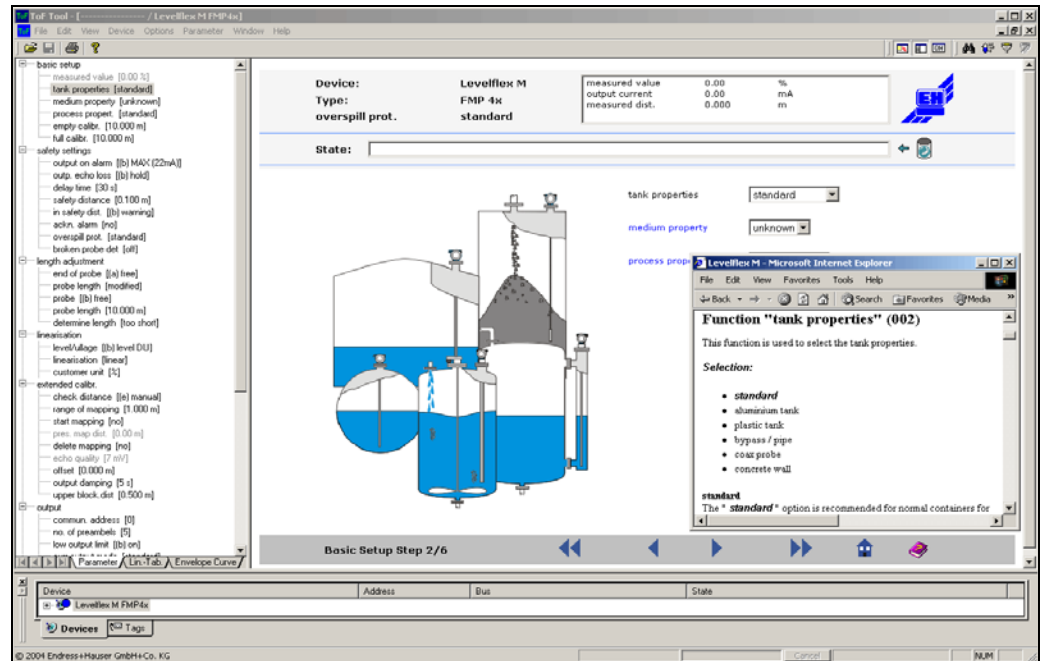 ToF Tool - [---------------- / Levelflex M FMP4x]
File Edit View Device Options Parameter Window Help
basic setup
measured value [0.00 %]
tank properties [standard]
medium property [unknown]
process propert. [standard]
empty calibr. [10.000 m]
full calibr. [10.000 m]
safety settings
output on alarm [(b) MAX (22mA)]
outp. echo loss [(b) hold]
delay time [30 s]
safety distance [0.100 m]
in safety dist. [(b) warning]
ackn. alarm [no]
overspill prot. [standard]
broken probe det [off]
length adjustment
end of probe [(a) free]
probe length [modified]
probe [(b) free]
probe length [10.000 m]
determine length [too short]
linearisation
level/ullage [(b) level DU]
linearisation [linear]
customer unit [%]
extended calibr.
check distance [(e) manual]
range of mapping [1.000 m]
start mapping [no]
pres. map dist. [0.00 m]
delete mapping [no]
echo quality [7 mV]
offset [0.000 m]
output damping [5 s]
upper block.dist [0.500 m]
output
commun. address [0]
no. of preambels [5]
low output limit [(b) on]
Parameter Lin.-Tab. Envelope Curve
Device: Levelflex M
Type: FMP 4x
overspill prot. standard
measured value 0.00 %
output current 0.00 mA
measured dist. 0.000 m
EH
State:
tank properties standard
medium property unknown
process prop
Levelflex M - Microsoft Internet Explorer
File Edit View Favorites Tools Help
Back Search Favorites Media »
Function "tank properties" (002)
This function is used to select the tank properties.
Selection:
• standard
• aluminium tank
• plastic tank
• bypass / pipe
• coax probe
• concrete wall
standard
The " standard " option is recommended for normal containers for
Basic Setup Step 2/6
Device Address Bus State
Levelflex M FMP4x
Devices Tags
© 2004 Endress+Hauser GmbH+Co. KG Cancel NUM